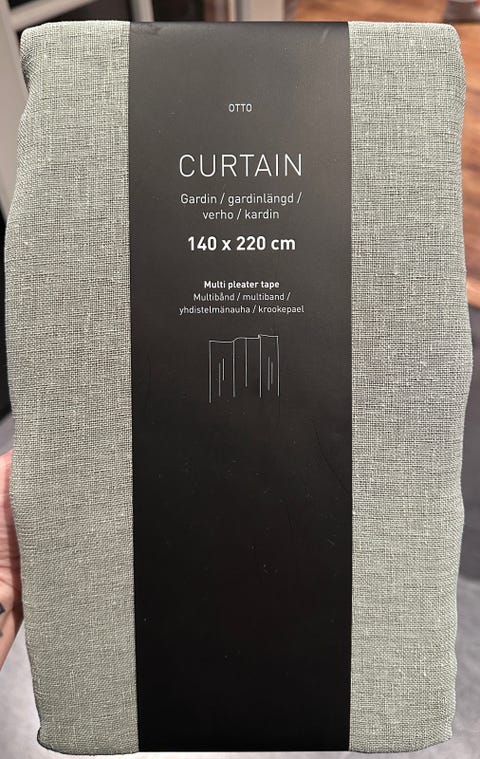 OTTO
CURTAIN
Gardin / gardinlängd /
verho / kardin
140 x 220 cm
Multi pleater tape
Multibånd / multiband /
yhdistelmänauha / krookepael